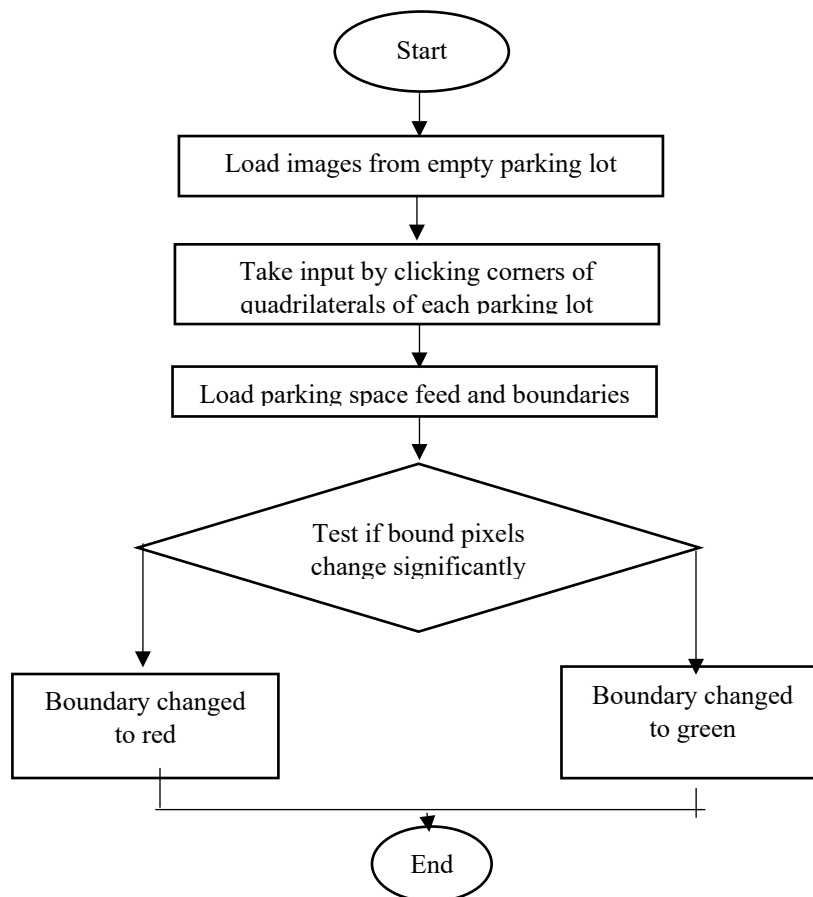 Start
Load images from empty parking lot
Take input by clicking corners of
quadrilaterals of each parking lot
Load parking space feed and boundaries
Test if bound pixels
change significantly
Boundary changed
to red
Boundary changed
to green
End